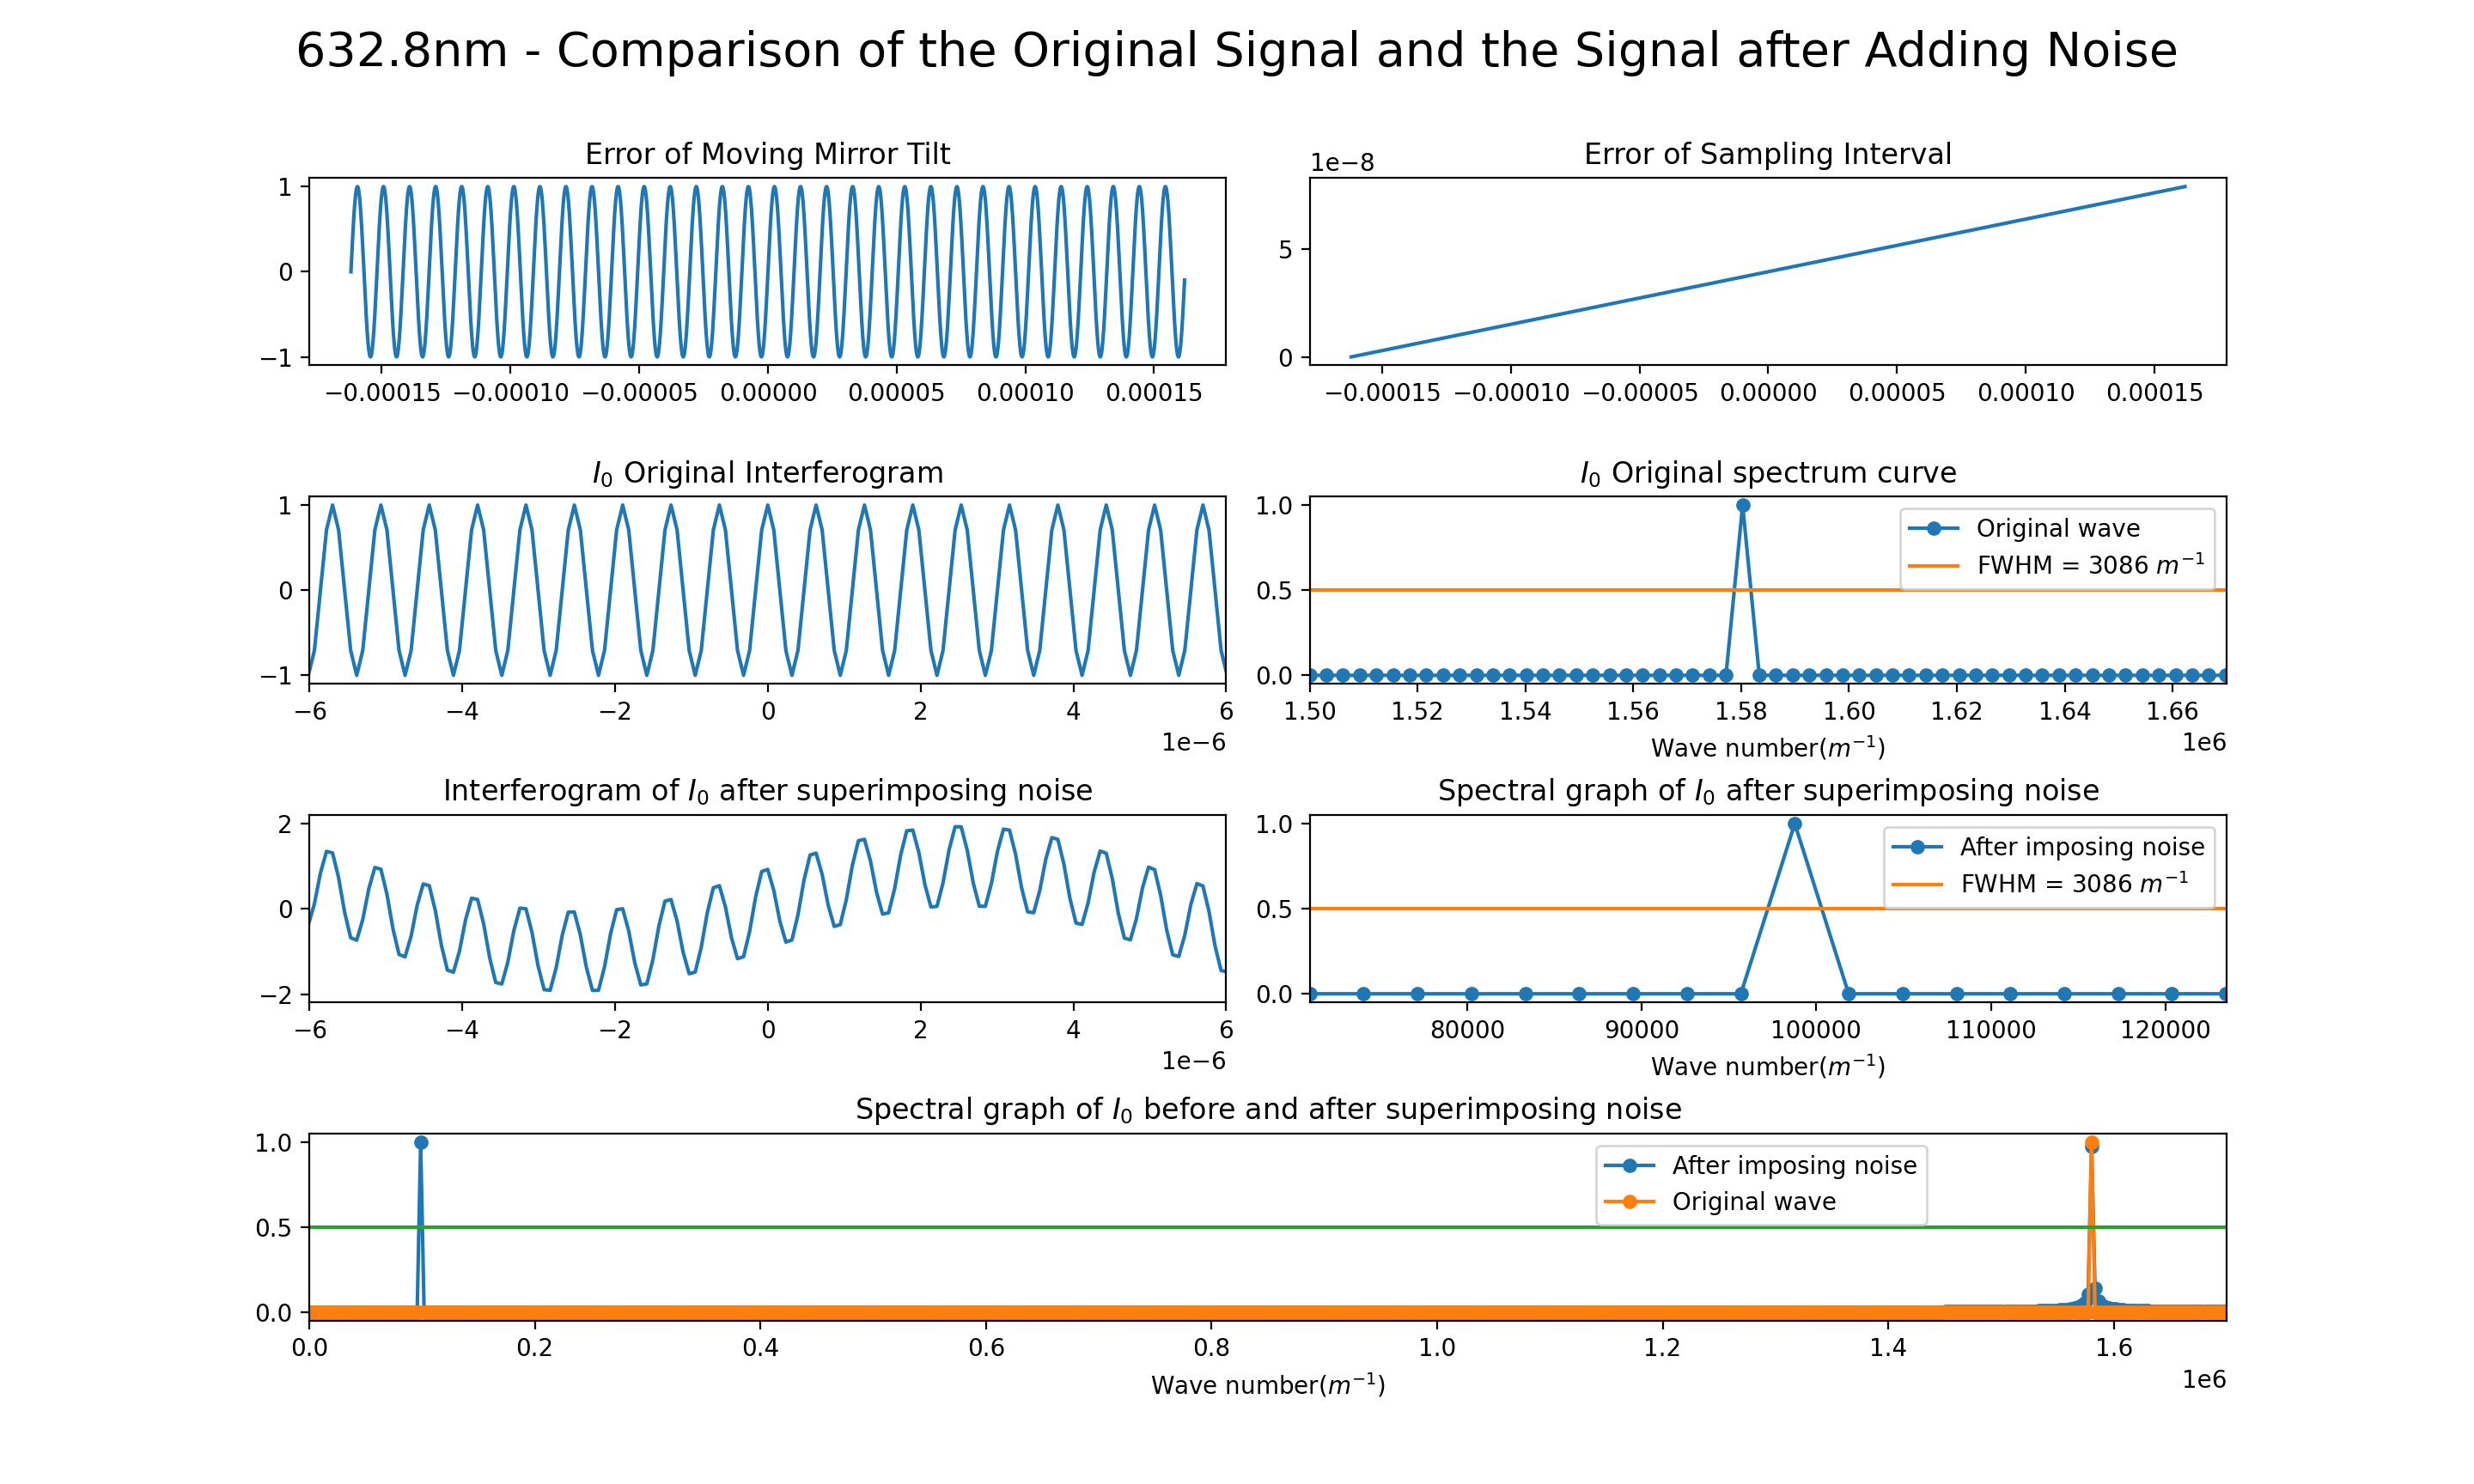 632.8nm - Comparison of the Original Signal and the Signal after Adding Noise
Error of Moving Mirror Tilt
1
0
−1
−0.00015 −0.00010 −0.00005 0.00000 0.00005 0.00010 0.00015
Error of Sampling Interval
1e−8
5
0
−0.00015 −0.00010 −0.00005 0.00000 0.00005 0.00010 0.00015
I₀ Original Interferogram
1
0
−1
−6 −4 −2 0 2 4 6
1e−6
I₀ Original spectrum curve
1.0
0.5
0.0
Original wave
FWHM = 3086 m⁻¹
1.50 1.52 1.54 1.56 1.58 1.60 1.62 1.64 1.66
1e6
Wave number(m⁻¹)
Interferogram of I₀ after superimposing noise
2
0
−2
−6 −4 −2 0 2 4 6
1e−6
Spectral graph of I₀ after superimposing noise
1.0
0.5
0.0
After imposing noise
FWHM = 3086 m⁻¹
80000 90000 100000 110000 120000
Wave number(m⁻¹)
Spectral graph of I₀ before and after superimposing noise
1.0
0.5
0.0
After imposing noise
Original wave
0.0 0.2 0.4 0.6 0.8 1.0 1.2 1.4 1.6
1e6
Wave number(m⁻¹)